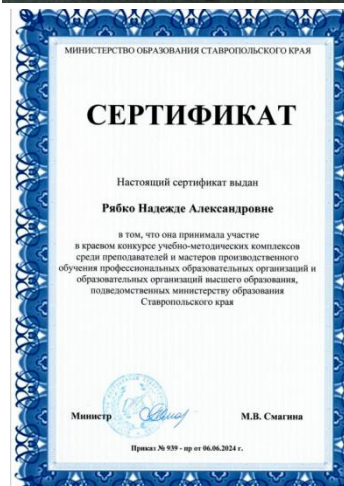 МИНИСТЕРСТВО ОБРАЗОВАНИЯ СТАВРОПОЛЬСКОГО КРАЯ
СЕРТИФИКАТ
Настоящий сертификат выдан
Рябко Надежде Александровне
в том, что она принимала участие
в краевом конкурсе учебно-методических комплексов
среди преподавателей и мастеров производственного
обучения профессиональных образовательных организаций и
образовательных организаций высшего образования,
подведомственных министерству образования
Ставропольского края
Министр М.В. Смагина
Приказ № 939 - пр от 06.06.2024 г.